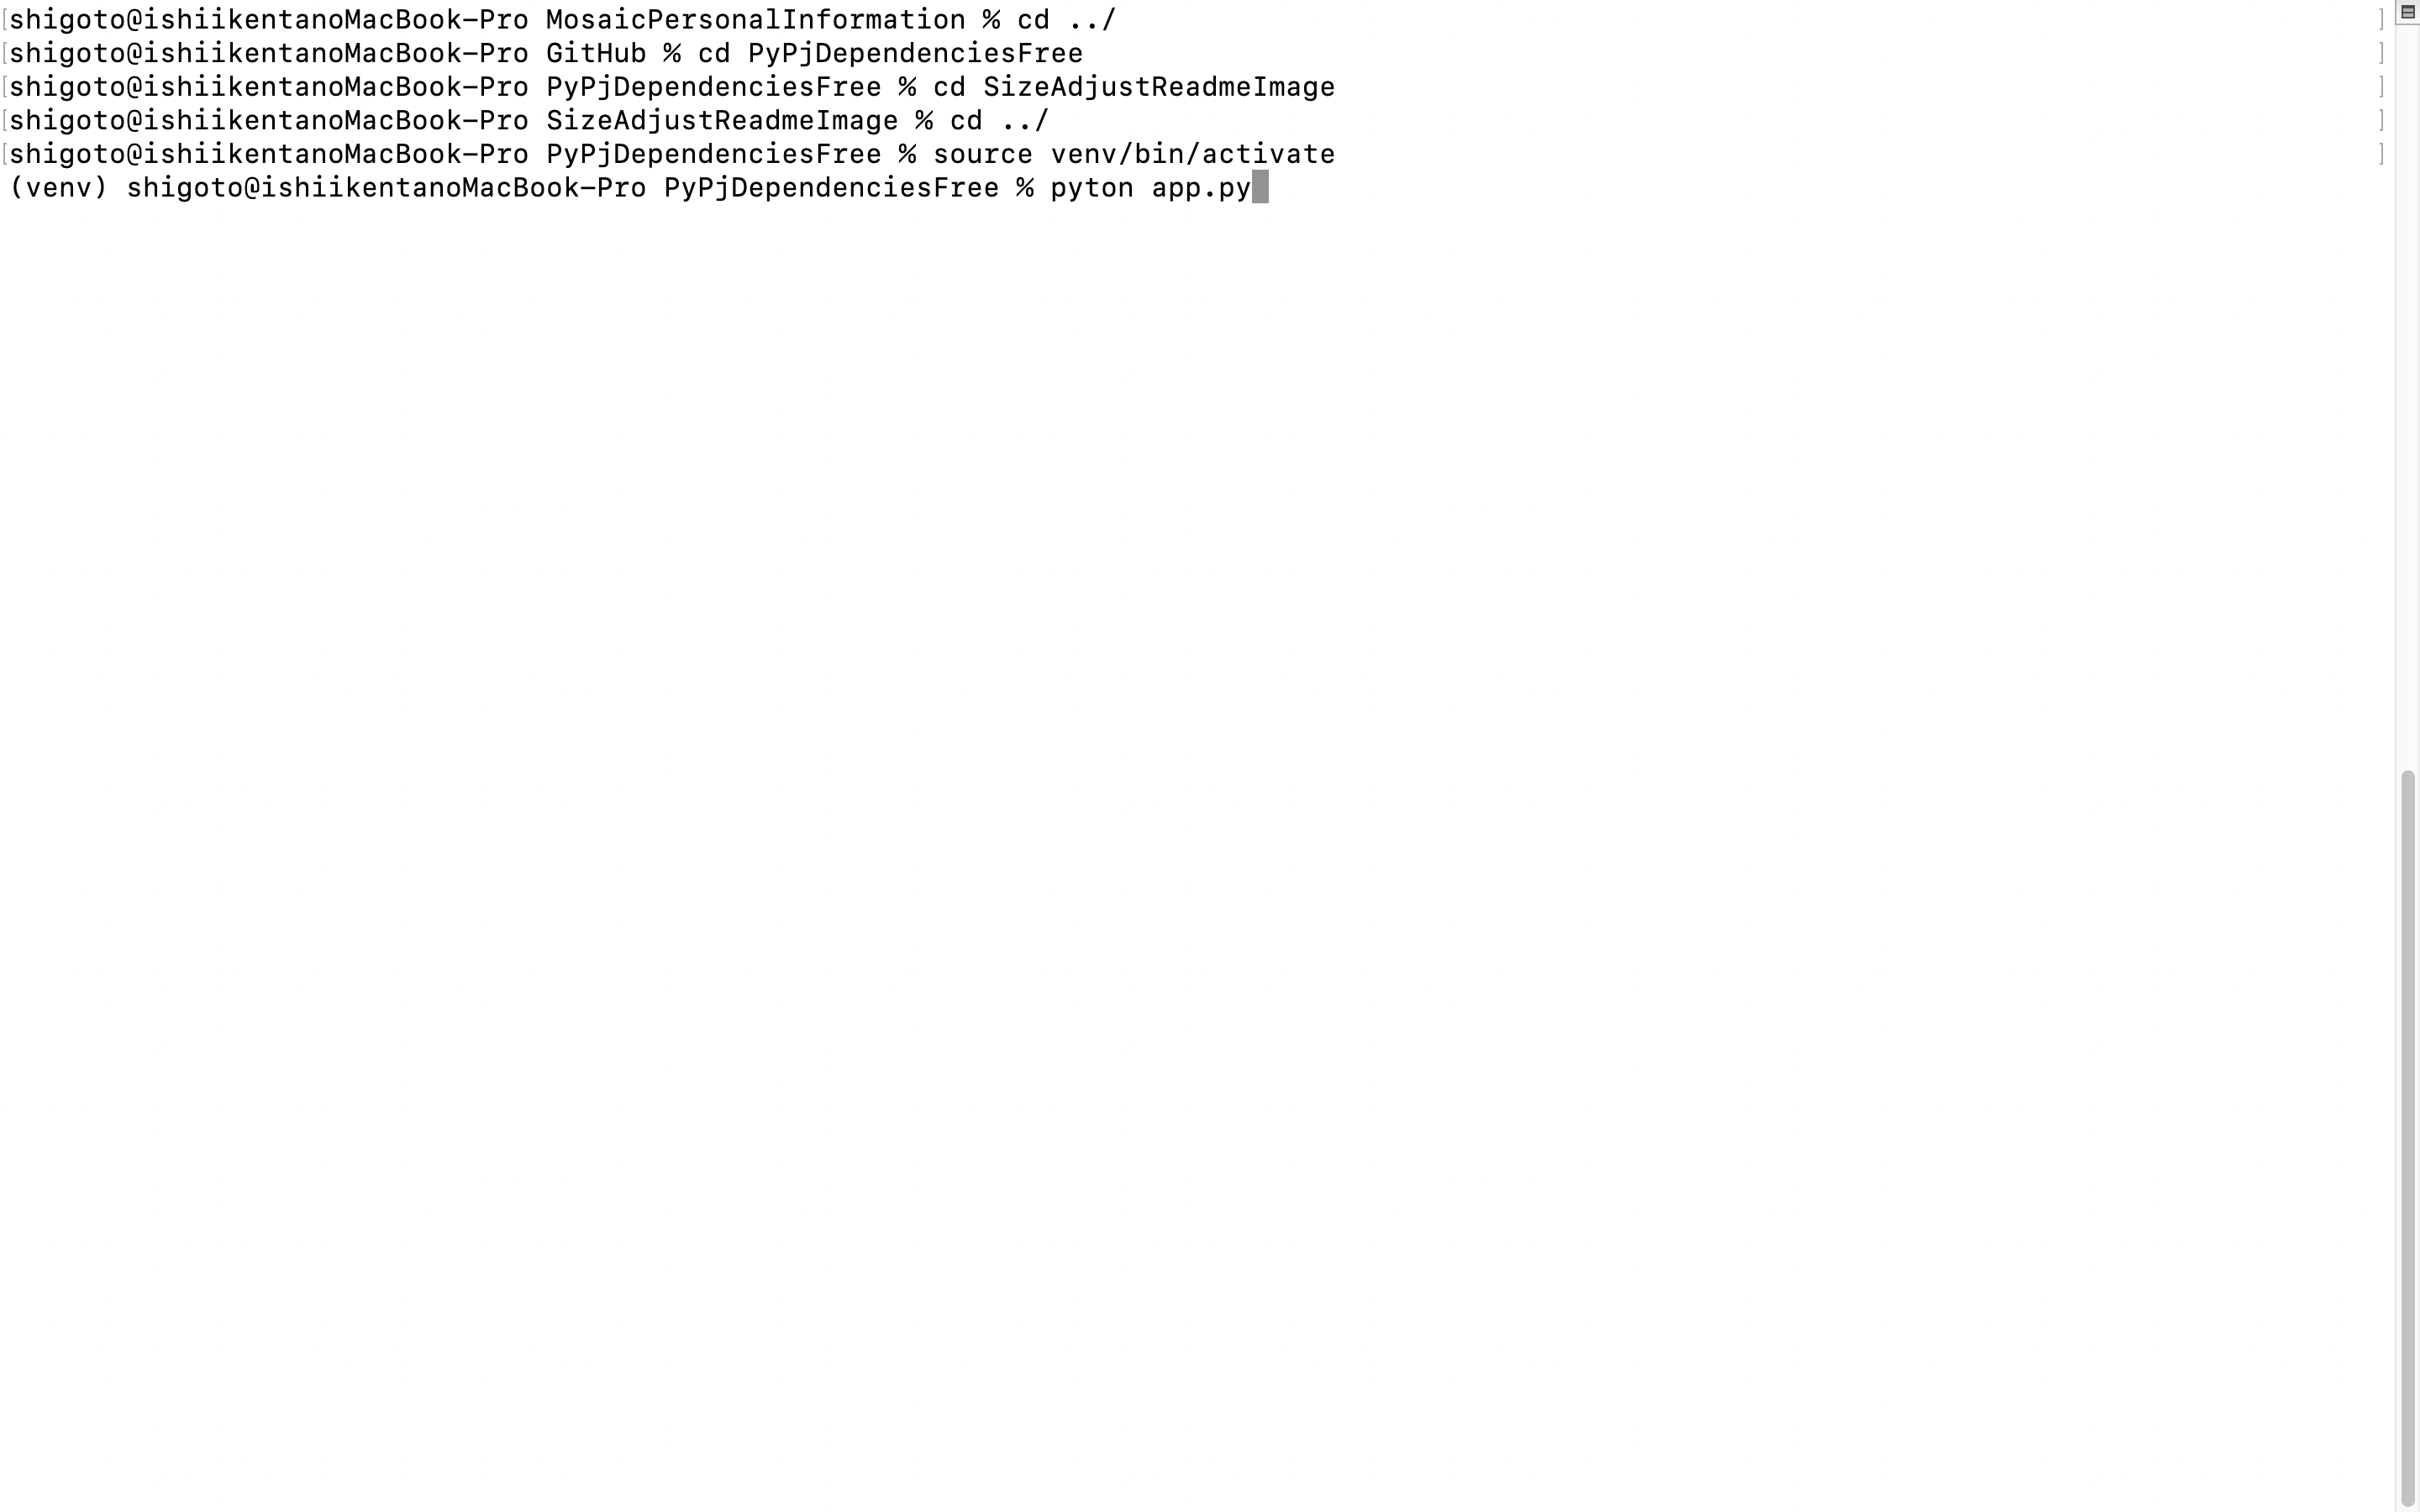 [shigoto@ishiikentanoMacBook-Pro MosaicPersonalInformation % cd ../ ]
[shigoto@ishiikentanoMacBook-Pro GitHub % cd PyPjDependenciesFree ]
[shigoto@ishiikentanoMacBook-Pro PyPjDependenciesFree % cd SizeAdjustReadmeImage ]
[shigoto@ishiikentanoMacBook-Pro SizeAdjustReadmeImage % cd ../ ]
[shigoto@ishiikentanoMacBook-Pro PyPjDependenciesFree % source venv/bin/activate ]
(venv) shigoto@ishiikentanoMacBook-Pro PyPjDependenciesFree % pyton app.py